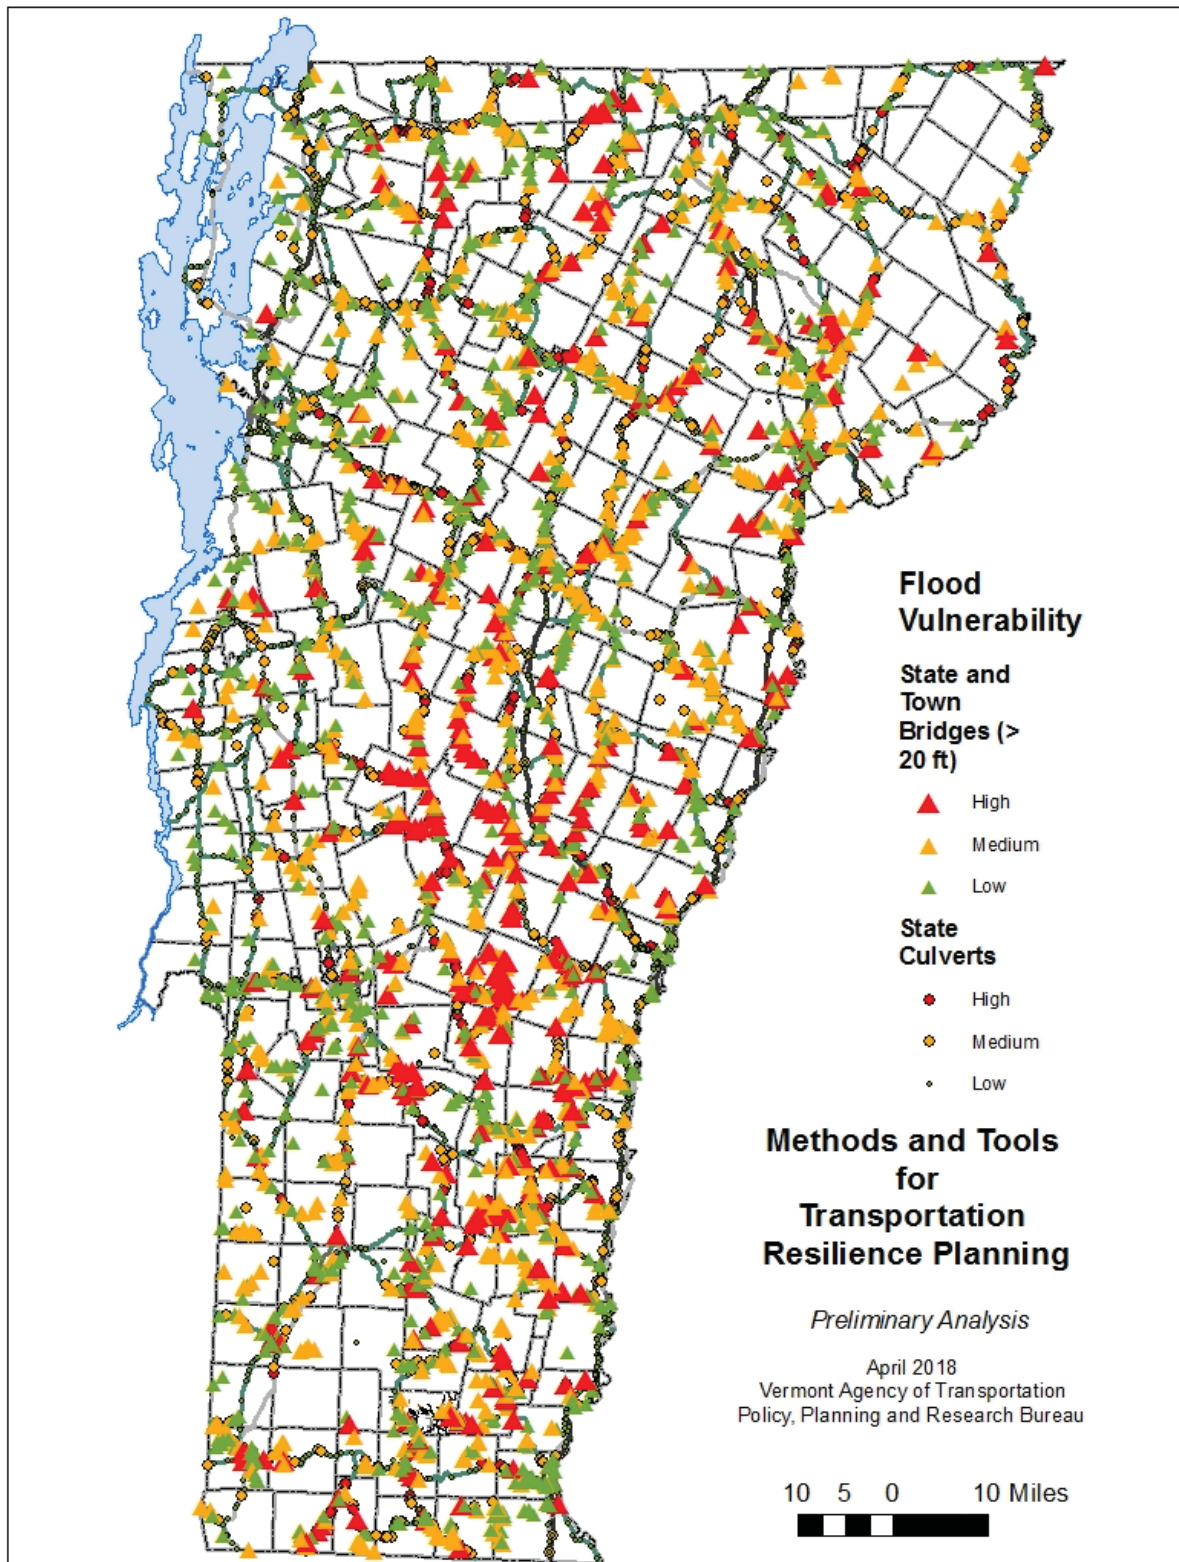 Flood
Vulnerability
State and
Town
Bridges (>
20 ft)
High
Medium
Low
State
Culverts
High
Medium
Low
Methods and Tools
for
Transportation
Resilience Planning
Preliminary Analysis
April 2018
Vermont Agency of Transportation
Policy, Planning and Research Bureau
10 5 0 10 Miles